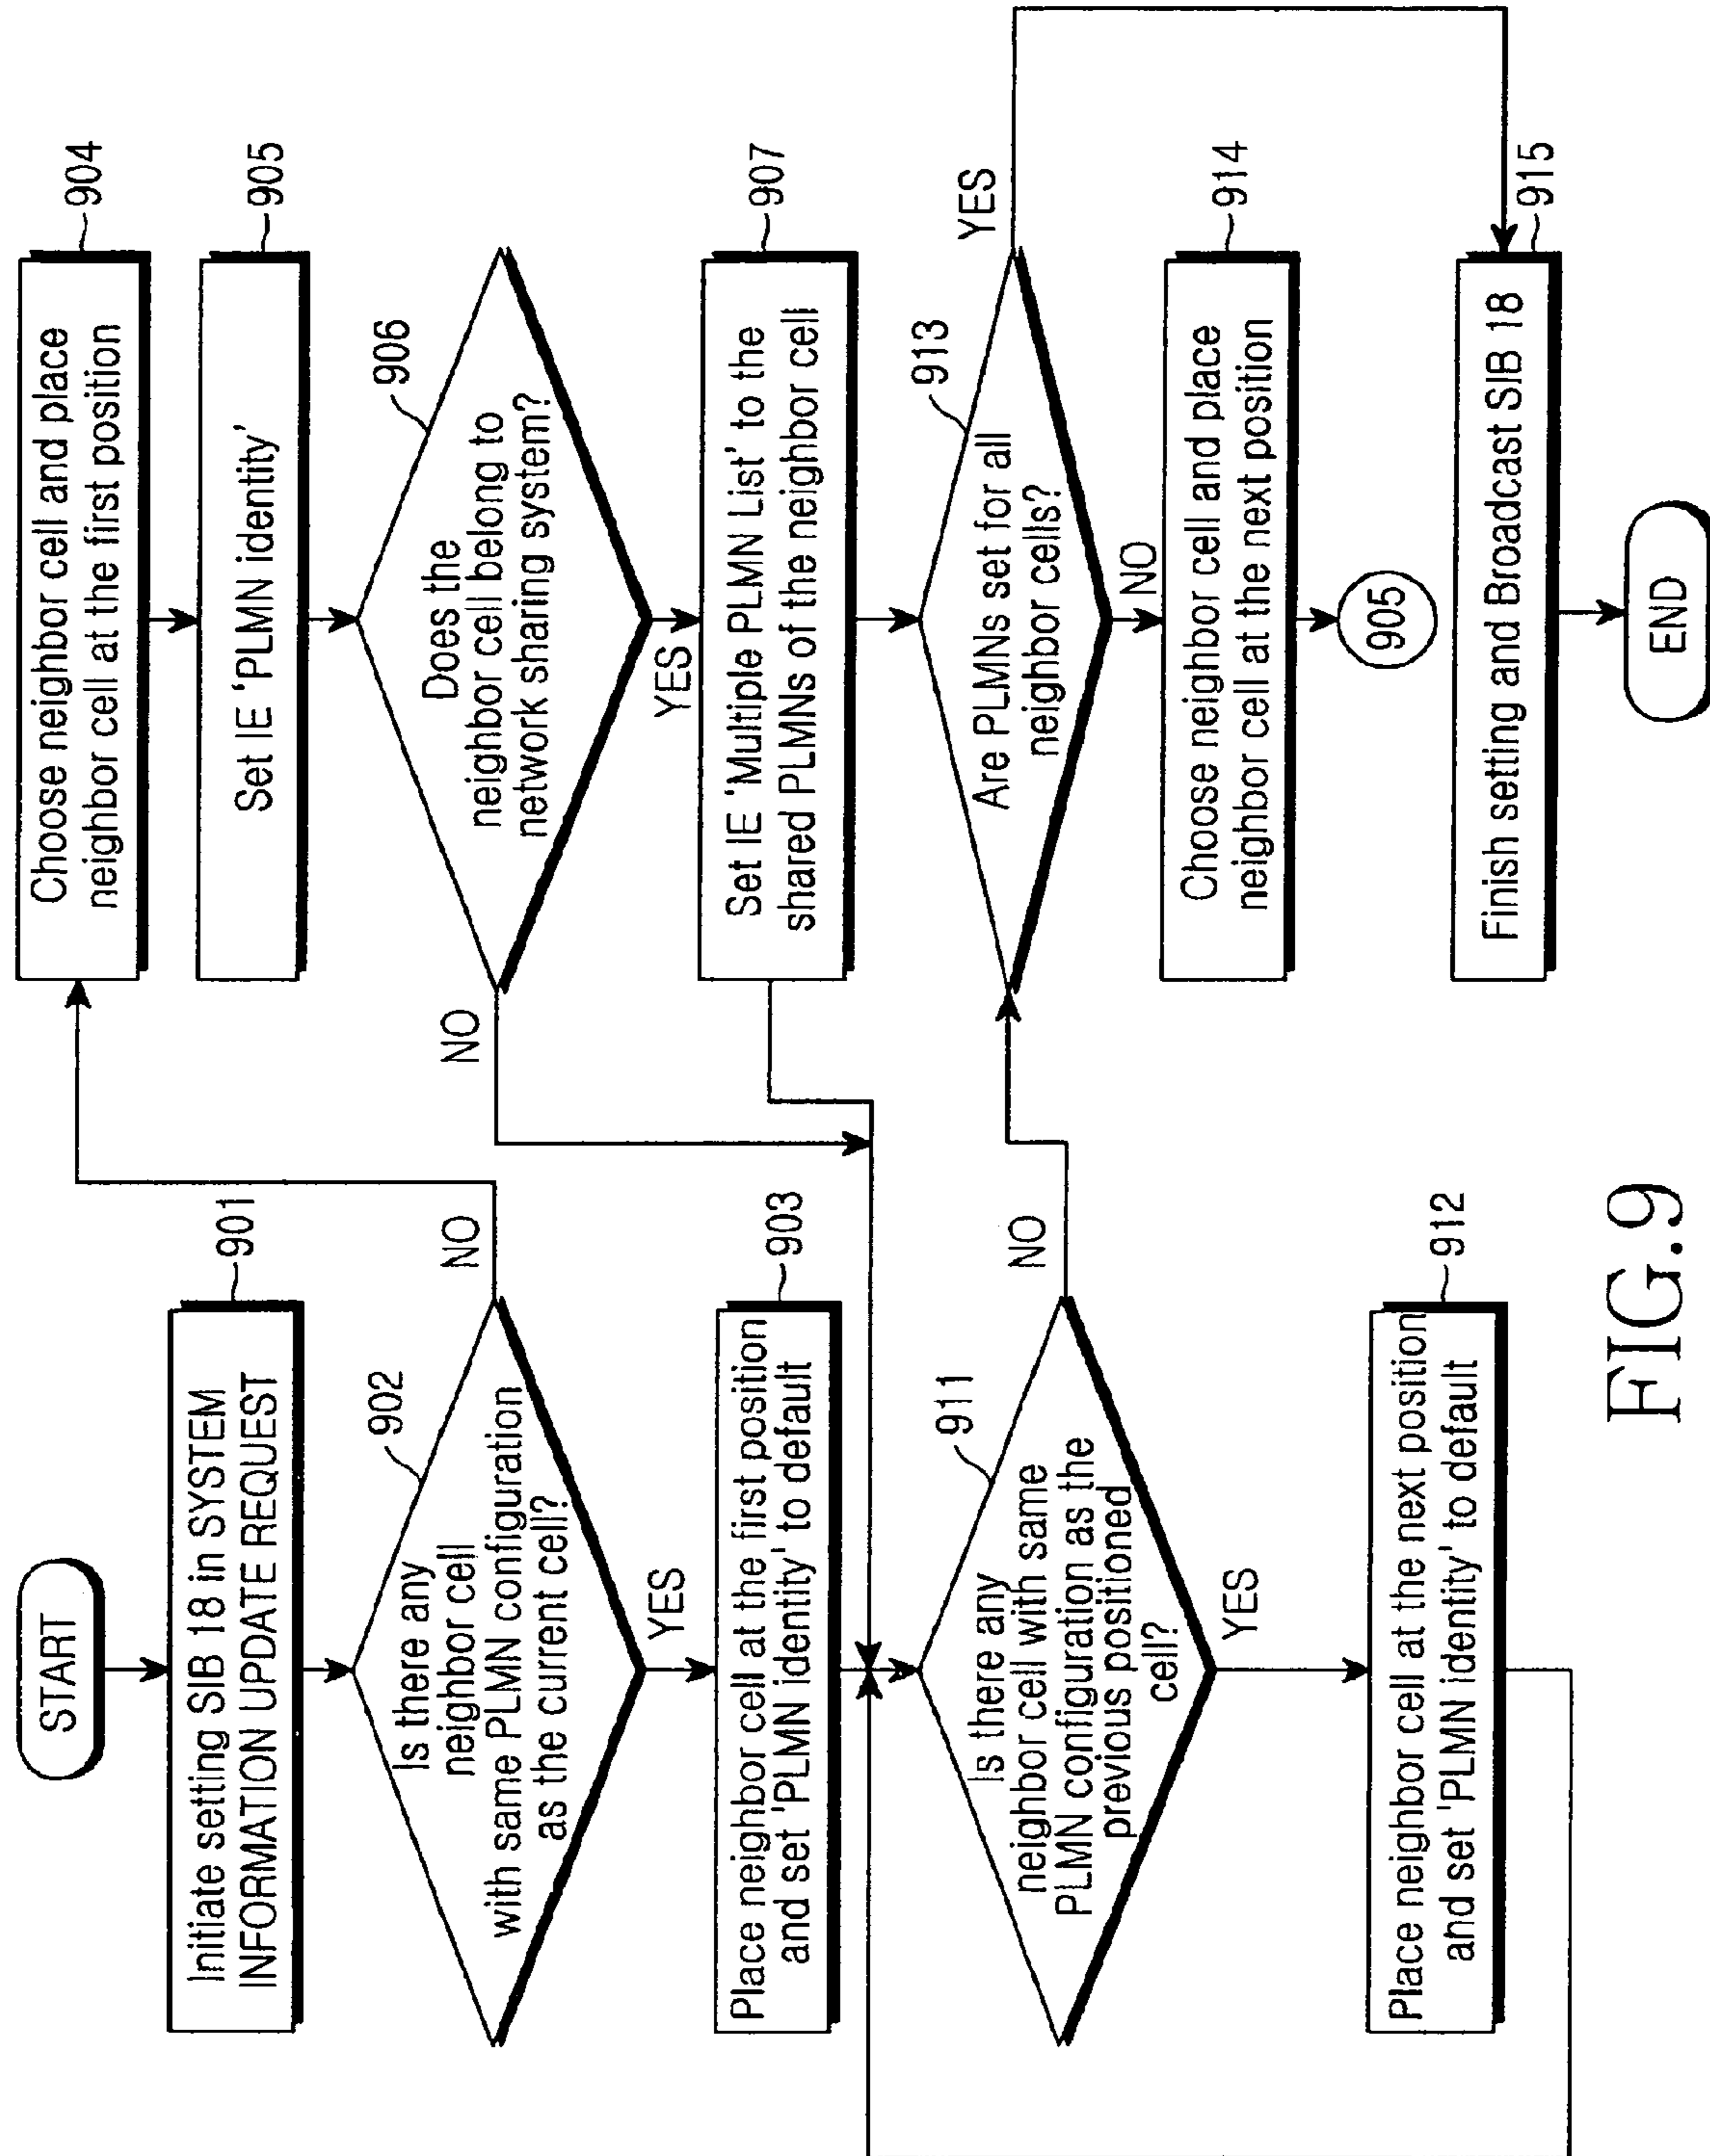 START
Initiate setting SIB 18 in SYSTEM
INFORMATION UPDATE REQUEST
901
Is there any
neighbor cell
with same PLMN configuration
as the current cell?
902
NO
YES
Place neighbor cell at the first position
and set 'PLMN identity' to default
903
Is there any
neighbor cell with same
PLMN configuration as the
previous positioned
cell?
911
NO
YES
Place neighbor cell at the next position
and set 'PLMN identity' to default
912
Choose neighbor cell and place
neighbor cell at the first position
904
Set IE 'PLMN identity'
905
Does the
neighbor cell belong to
network sharing system?
906
NO
YES
Set IE 'Multiple PLMN List' to the
shared PLMNs of the neighbor cell
907
Are PLMNs set for all
neighbor cells?
913
YES
NO
Choose neighbor cell and place
neighbor cell at the next position
914
905
Finish setting and Broadcast SIB 18
915
END
FIG.9